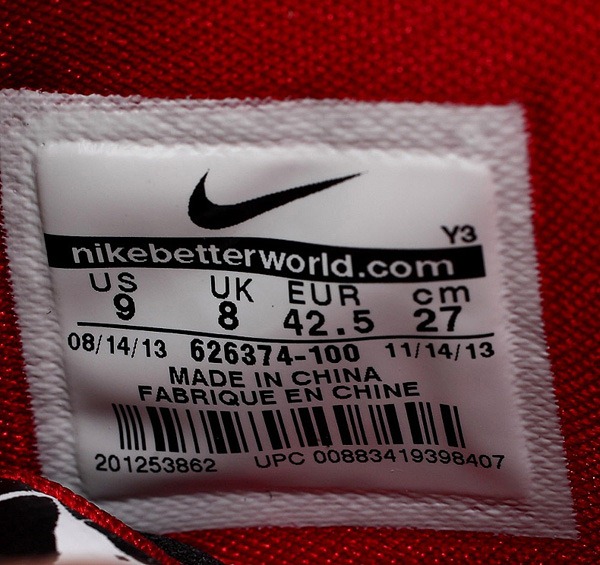 Y3
nikebetterworld.com
US UK EUR cm
9 8 42.5 27
08/14/13 626374-100 11/14/13
MADE IN CHINA
FABRIQUE EN CHINE
201253862 UPC 00883419398407